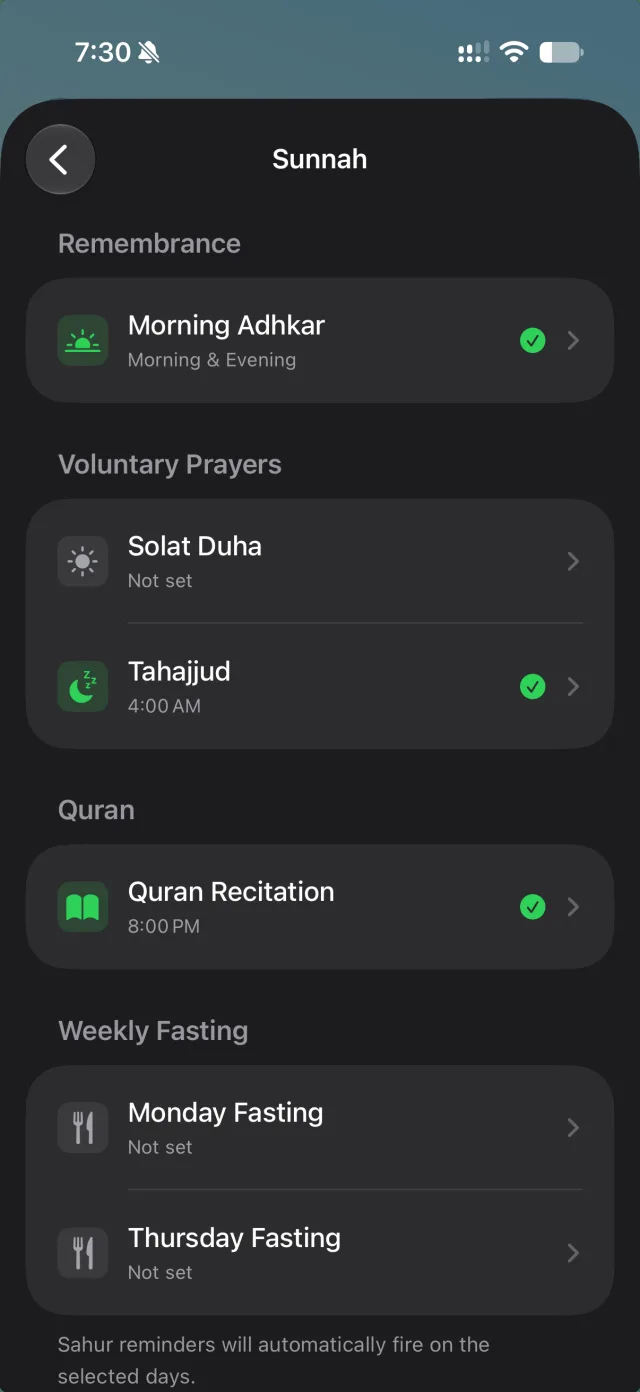 7:30
Sunnah
Remembrance
Morning Adhkar
Morning & Evening
Voluntary Prayers
Solat Duha
Not set
Tahajjud
4:00 AM
Quran
Quran Recitation
8:00 PM
Weekly Fasting
Monday Fasting
Not set
Thursday Fasting
Not set
Sahur reminders will automatically fire on the
selected days.